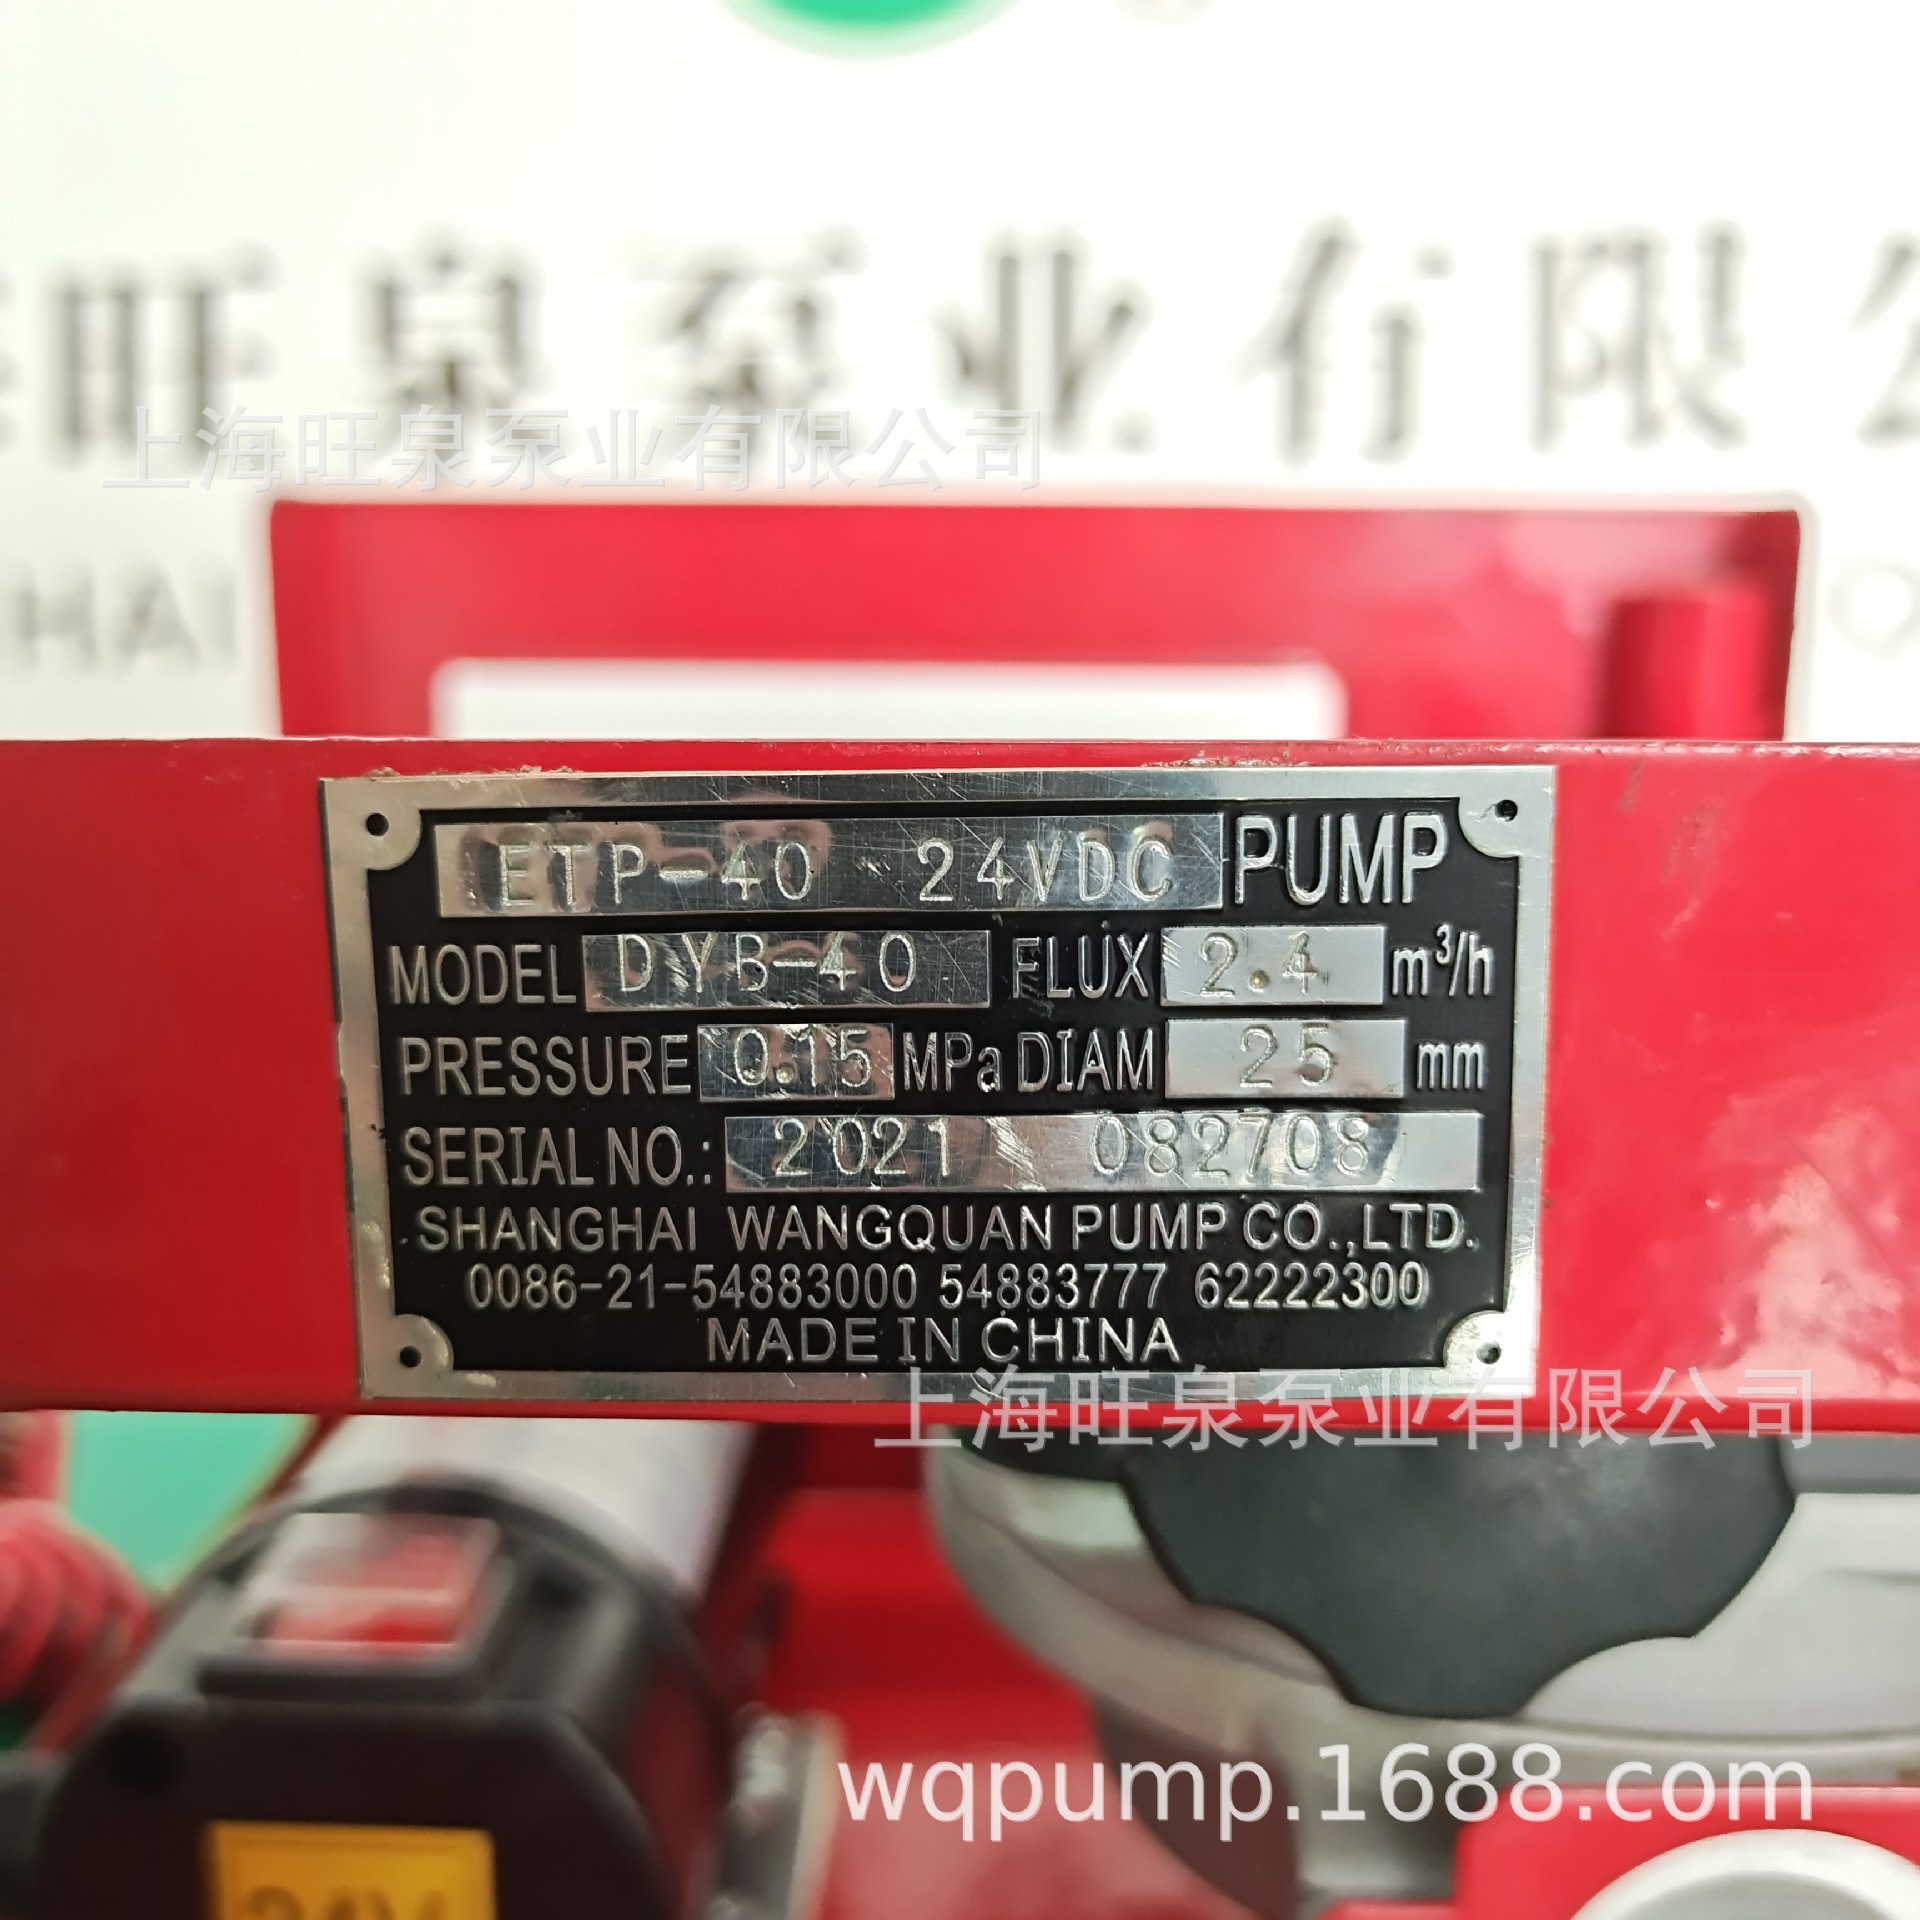 旺泉泵业有限公
上海旺泉泵业有限公司
HAI
ETP-40 24VDC PUMP
MODEL DYB-40 FLUX 2.4 m³/h
PRESSURE 0.15 MPa DIAM 25 mm
SERIAL NO.: 2021 082708
SHANGHAI WANGQUAN PUMP CO.,LTD.
0086-21-54883000 54883777 62222300
MADE IN CHINA
上海旺泉泵业有限公司
wqpump.1688.com
24V